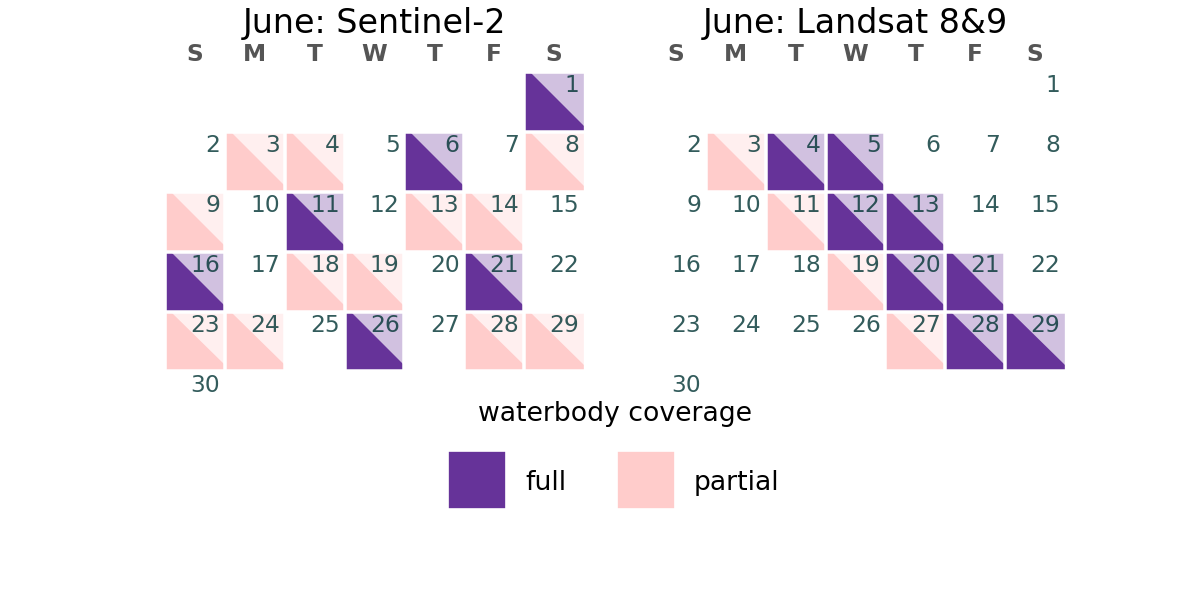 June: Sentinel-2
S M T W T F S
1
2 3 4 5 6 7 8
9 10 11 12 13 14 15
16 17 18 19 20 21 22
23 24 25 26 27 28 29
30
June: Landsat 8&9
S M T W T F S
1
2 3 4 5 6 7 8
9 10 11 12 13 14 15
16 17 18 19 20 21 22
23 24 25 26 27 28 29
30
waterbody coverage
full
partial